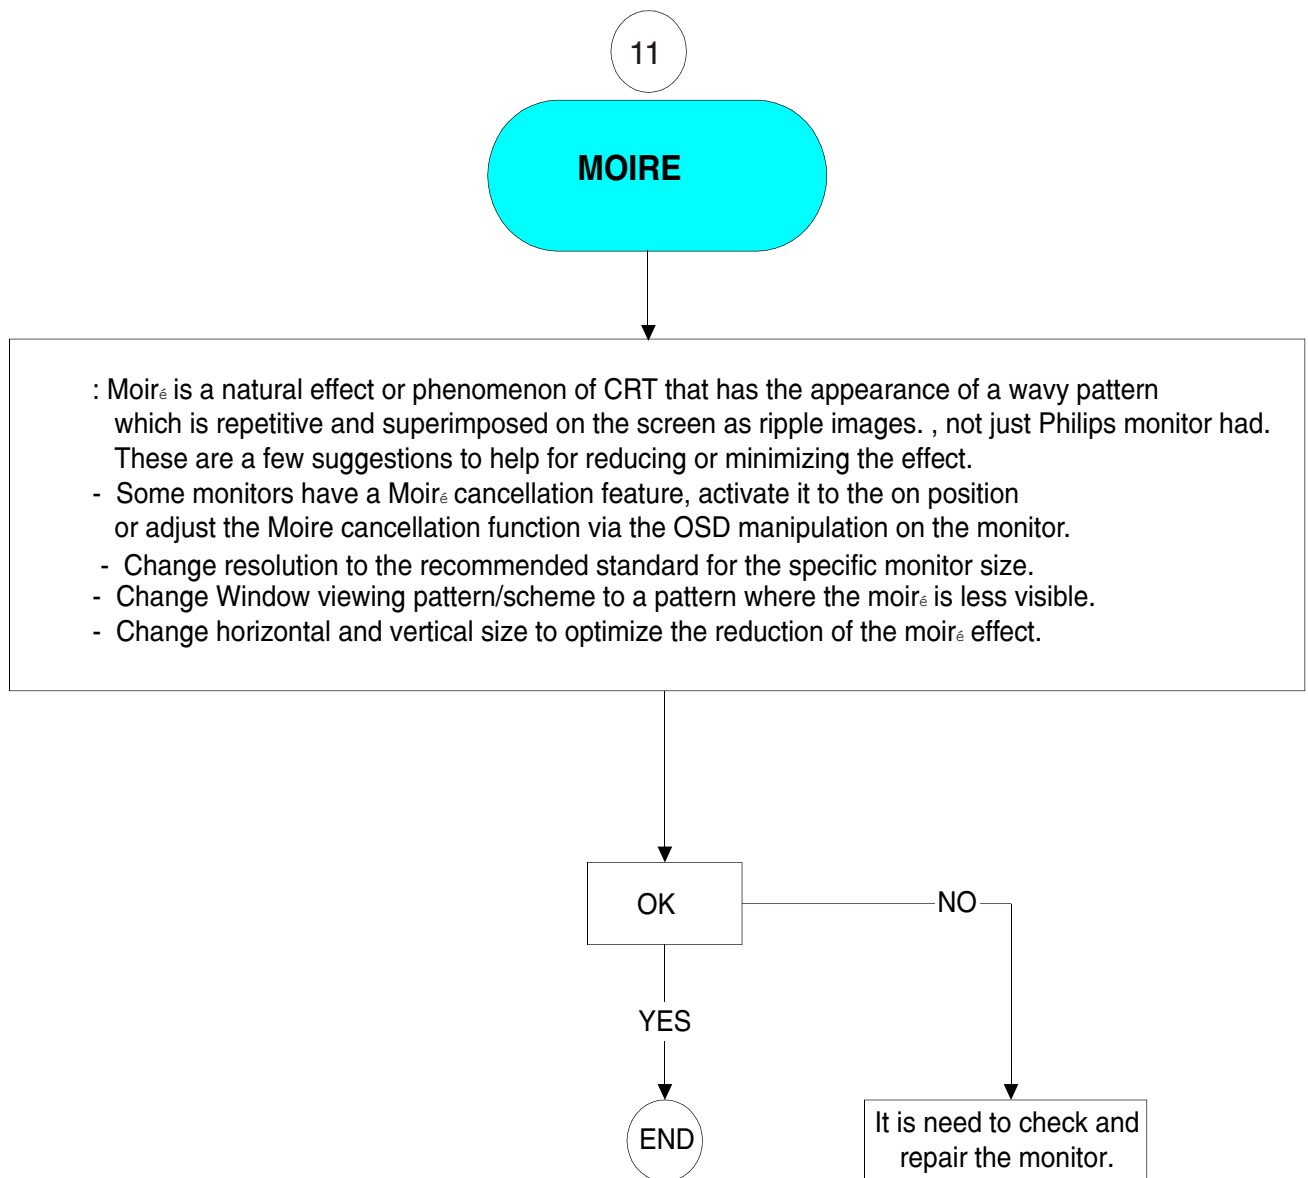 11
MOIRE
: Moiré is a natural effect or phenomenon of CRT that has the appearance of a wavy pattern
which is repetitive and superimposed on the screen as ripple images. , not just Philips monitor had.
These are a few suggestions to help for reducing or minimizing the effect.
- Some monitors have a Moiré cancellation feature, activate it to the on position
or adjust the Moire cancellation function via the OSD manipulation on the monitor.
- Change resolution to the recommended standard for the specific monitor size.
- Change Window viewing pattern/scheme to a pattern where the moiré is less visible.
- Change horizontal and vertical size to optimize the reduction of the moiré effect.
OK
NO
YES
END
It is need to check and
repair the monitor.